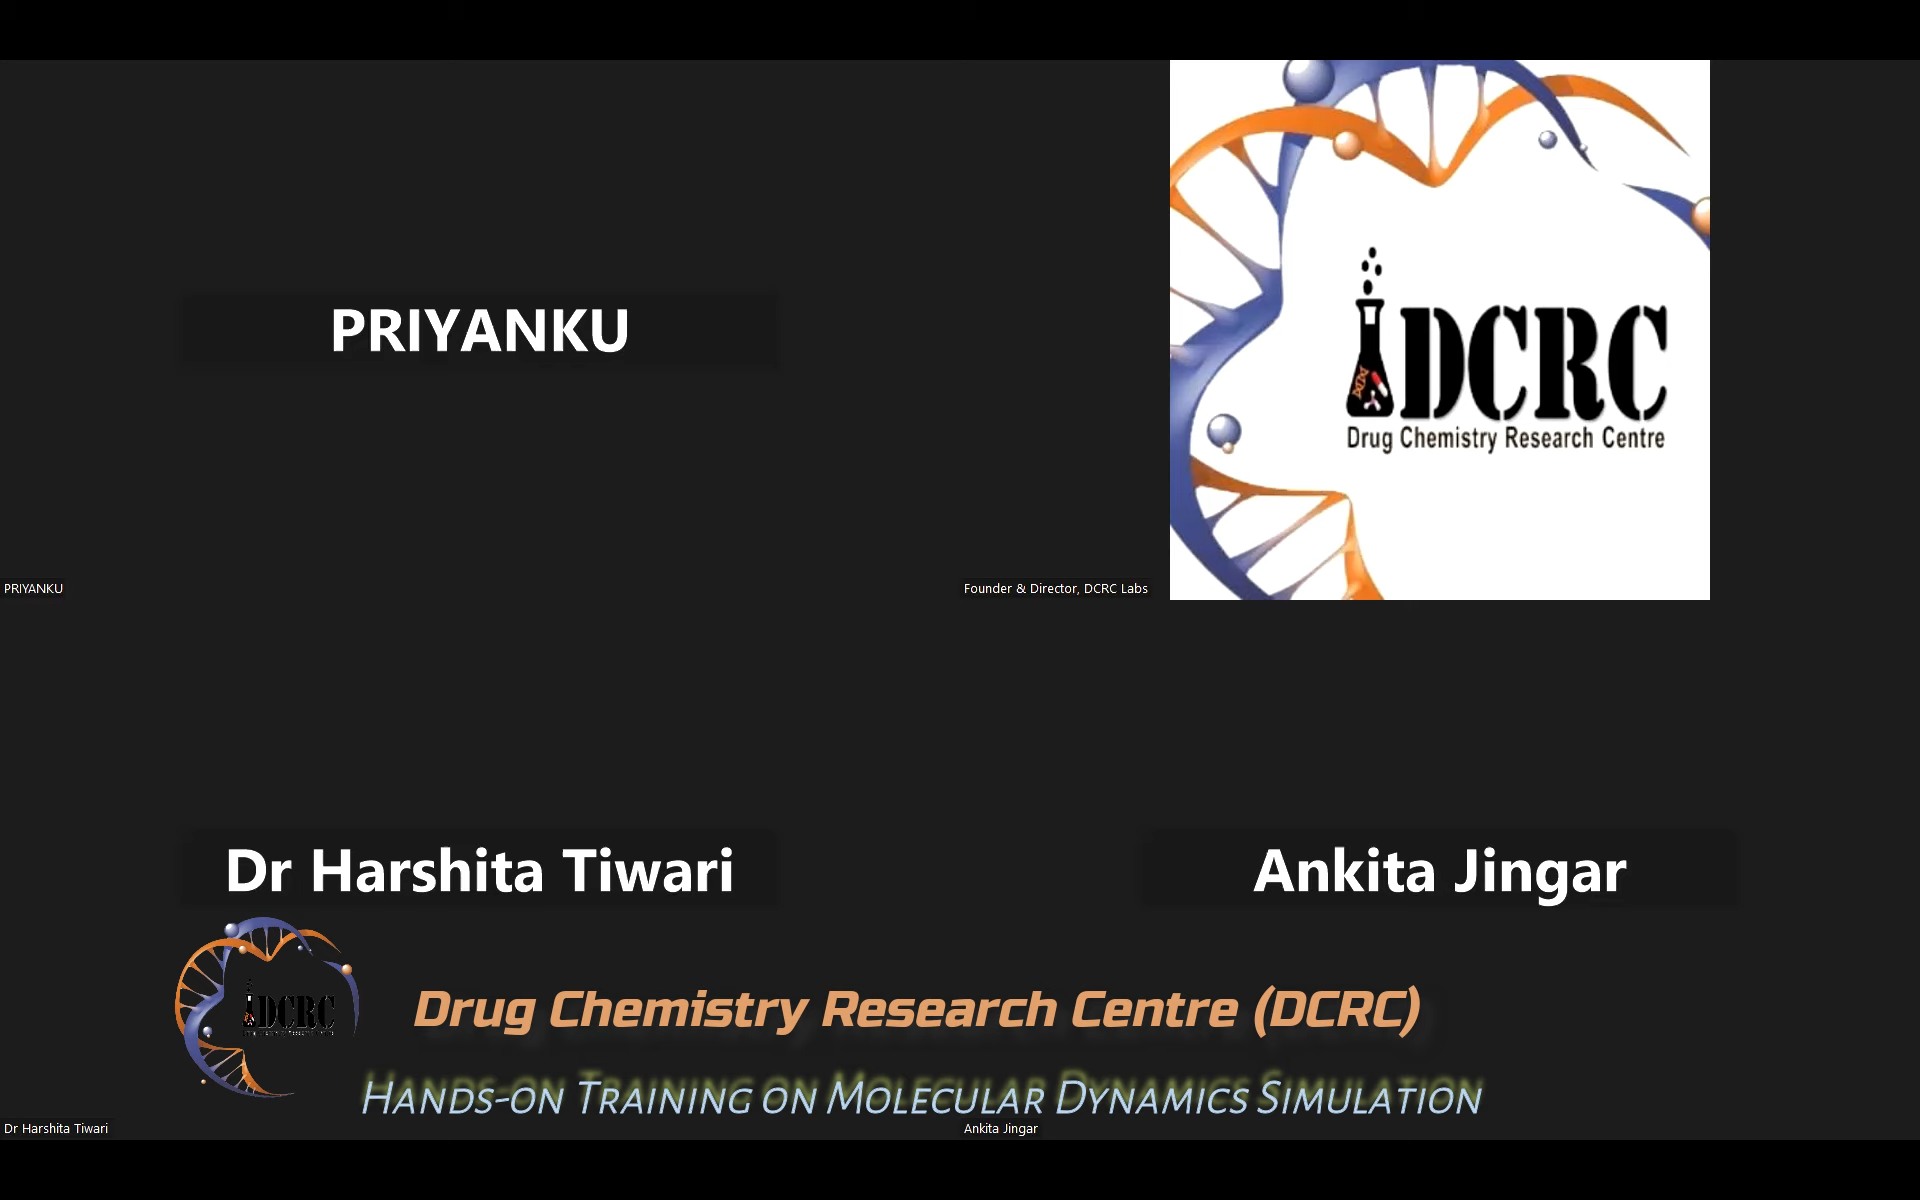 PRIYANKU
DCRC
Drug Chemistry Research Centre
PRIYANKU
Founder & Director, DCRC Labs
Dr Harshita Tiwari
Ankita Jingar
DCRC
Drug Chemistry Research Centre (DCRC)
Hands-on Training on Molecular Dynamics Simulation
Dr Harshita Tiwari
Ankita Jingar